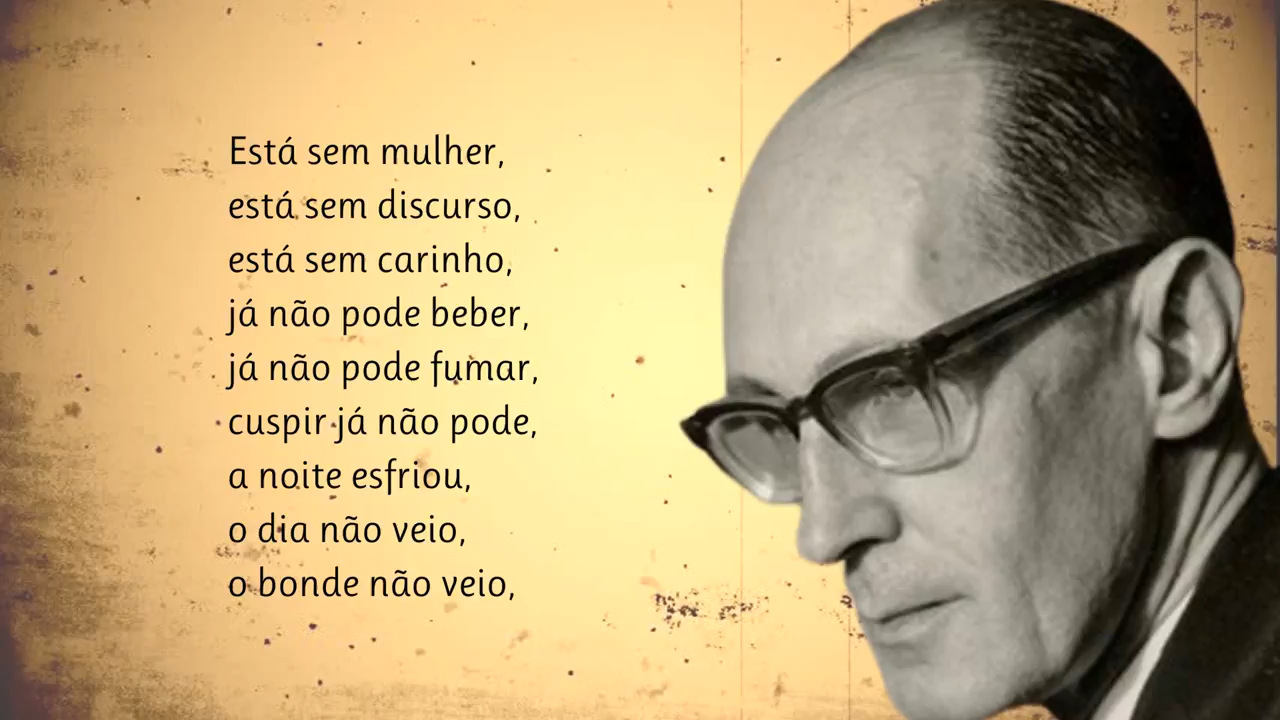 Está sem mulher,
está sem discurso,
está sem carinho,
já não pode beber,
já não pode fumar,
cuspir já não pode,
a noite esfriou,
o dia não veio,
o bonde não veio,